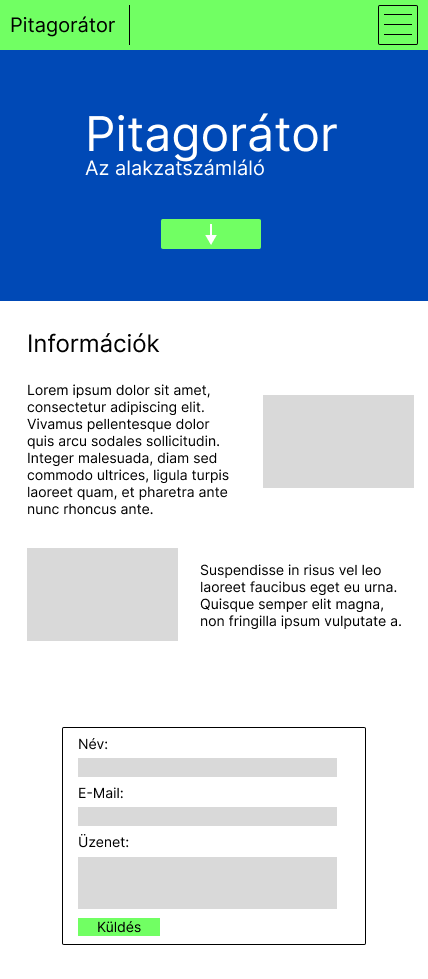 Pitagorátor
Pitagorátor
Az alakzatszámláló
Információk
Lorem ipsum dolor sit amet,
consectetur adipiscing elit.
Vivamus pellentesque dolor
quis arcu sodales sollicitudin.
Integer malesuada, diam sed
commodo ultrices, ligula turpis
laoreet quam, et pharetra ante
nunc rhoncus ante.
Suspendisse in risus vel leo
laoreet faucibus eget eu urna.
Quisque semper elit magna,
non fringilla ipsum vulputate a.
Név:
E-Mail:
Üzenet:
Küldés